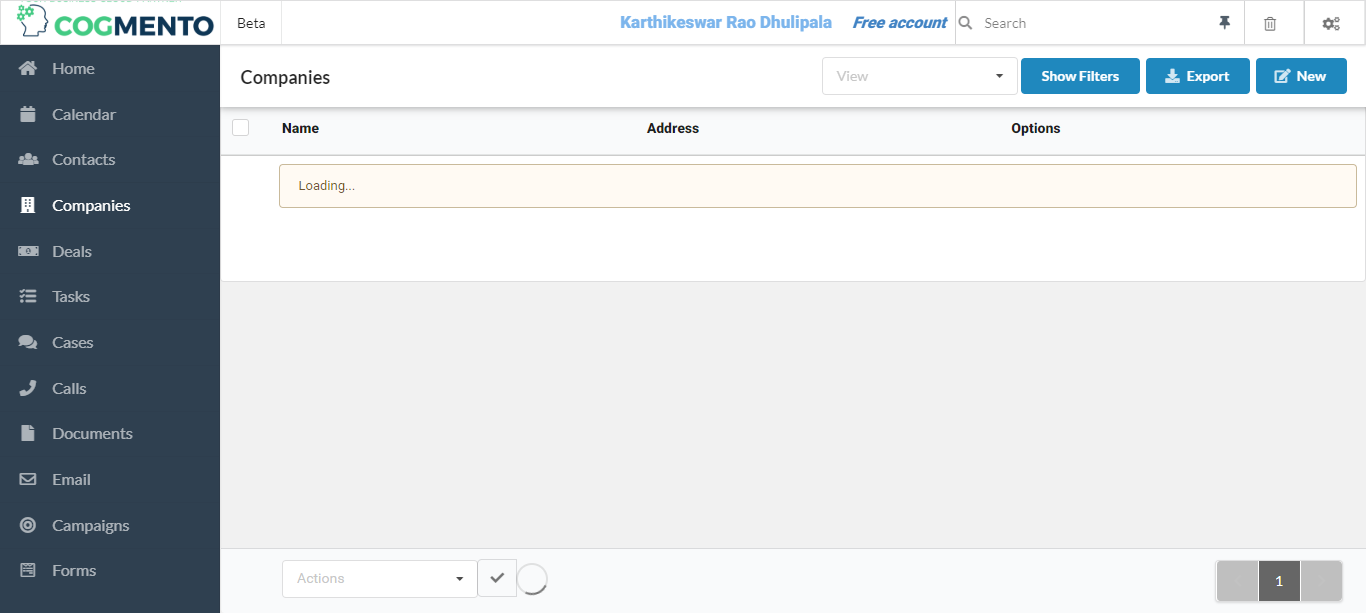 COGMENTO
Beta
Karthikeswar Rao Dhulipala
Free account
Search
Home
Calendar
Contacts
Companies
Deals
Tasks
Cases
Calls
Documents
Email
Campaigns
Forms
Companies
View
Show Filters
Export
New
Name
Address
Options
Loading...
Actions
1